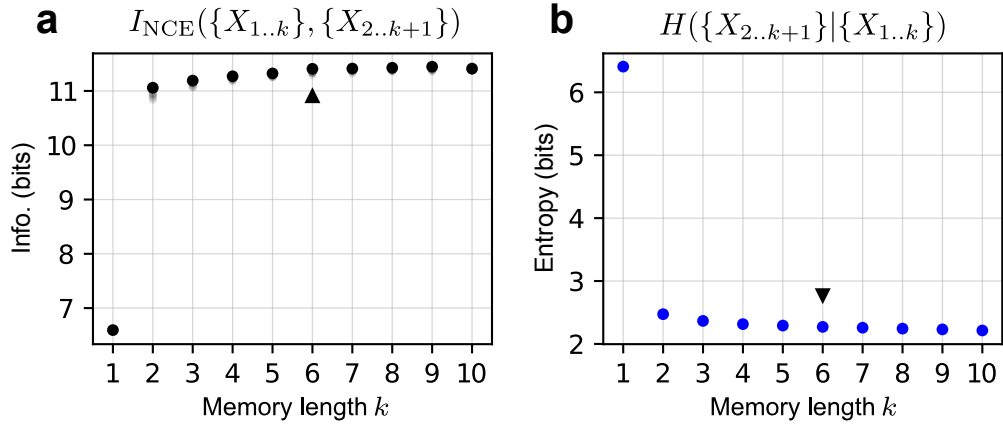 a
I_NCE({X_1..k}, {X_2..k+1})
Info. (bits)
11
10
9
8
7
1 2 3 4 5 6 7 8 9 10
Memory length k
b
H({X_2..k+1}|{X_1..k})
Entropy (bits)
6
5
4
3
2
1 2 3 4 5 6 7 8 9 10
Memory length k